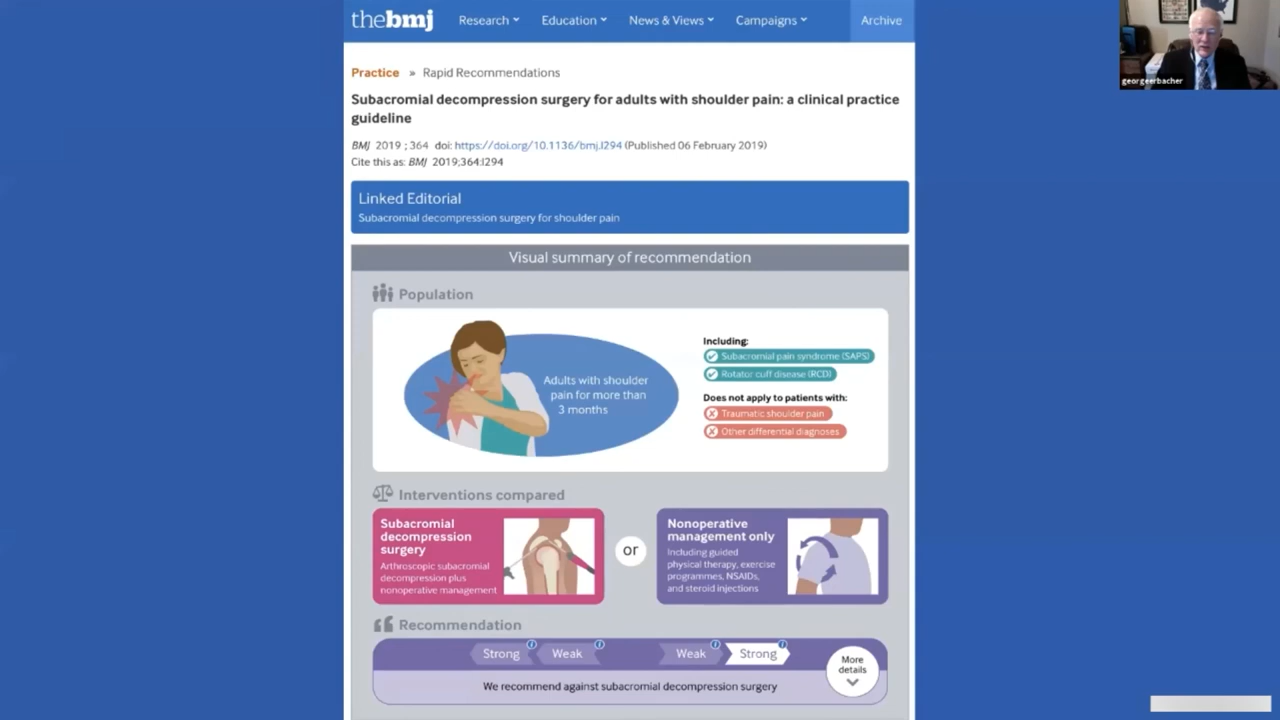 thebmj
Research Education News & Views Campaigns Archive
georgeerbacher
Practice » Rapid Recommendations
Subacromial decompression surgery for adults with shoulder pain: a clinical practice
guideline
BMJ 2019 ; 364 doi: https://doi.org/10.1136/bmj.l294 (Published 06 February 2019)
Cite this as: BMJ 2019;364:l294
Linked Editorial
Subacromial decompression surgery for shoulder pain
Visual summary of recommendation
Population
Adults with shoulder
pain for more than
3 months
Including:
Subacromial pain syndrome (SAPS)
Rotator cuff disease (RCD)
Does not apply to patients with:
Traumatic shoulder pain
Other differential diagnoses
Interventions compared
Subacromial
decompression
surgery
Arthroscopic subacromial
decompression plus
nonoperative management
or
Nonoperative
management only
Including guided
physical therapy, exercise
programmes, NSAIDs,
and steroid injections
Recommendation
Strong Weak Weak Strong
More
details
We recommend against subacromial decompression surgery